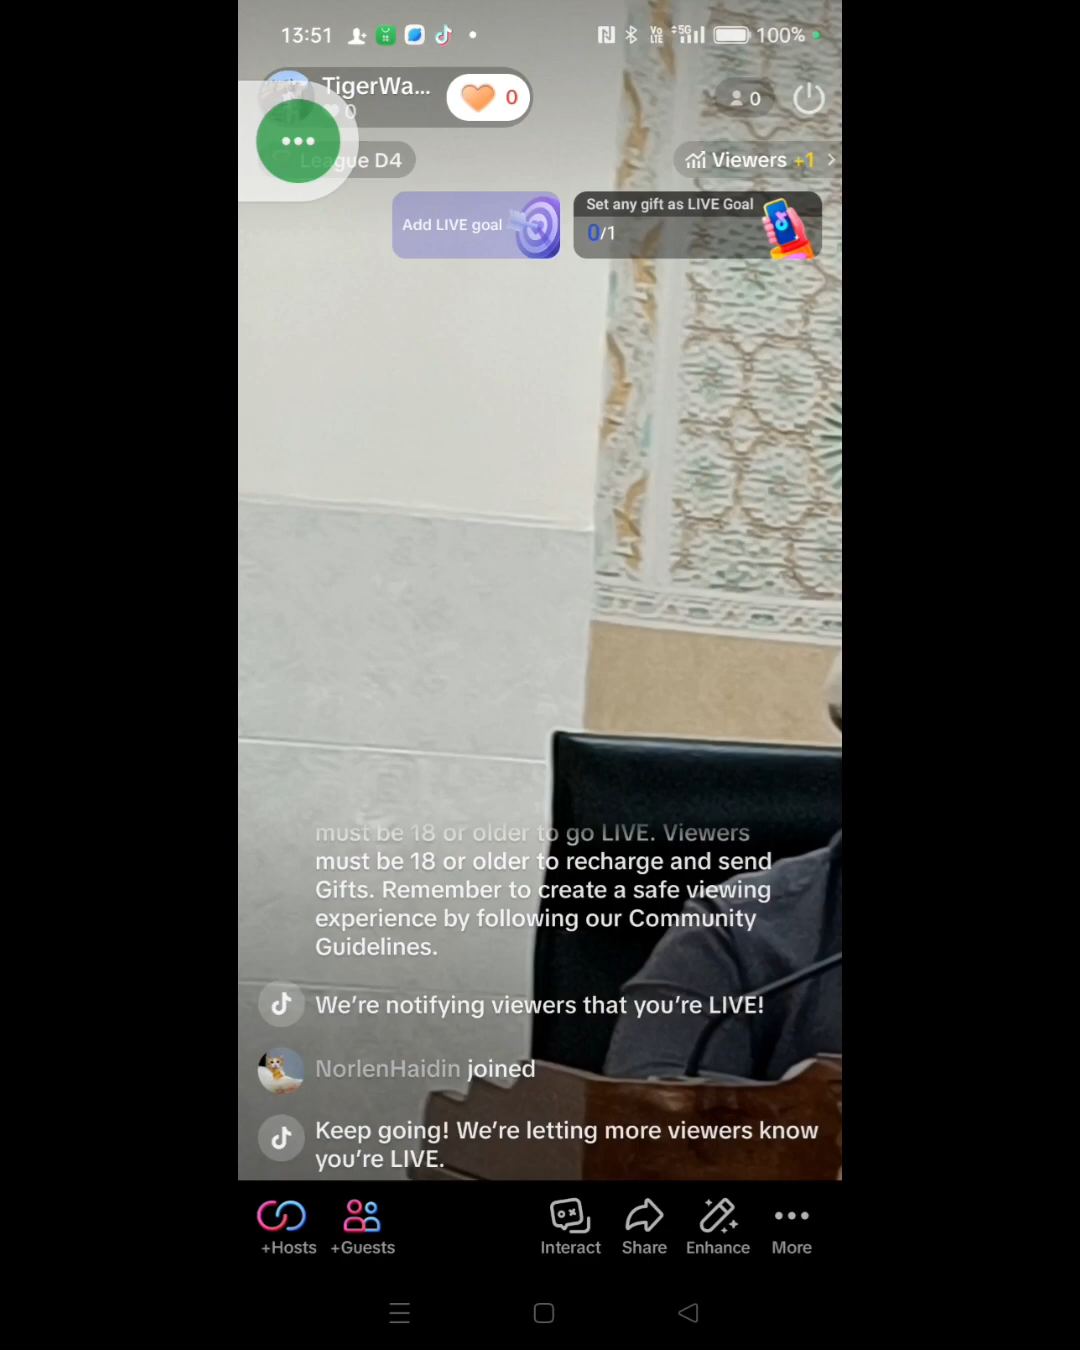 13:51
VoLTE
5G
100%
TigerWa...
0
0
0
League D4
Viewers +1 >
Add LIVE goal
Set any gift as LIVE Goal
0/1
must be 18 or older to go LIVE. Viewers
must be 18 or older to recharge and send
Gifts. Remember to create a safe viewing
experience by following our Community
Guidelines.
We're notifying viewers that you're LIVE!
NorlenHaidin joined
Keep going! We're letting more viewers know
you're LIVE.
+Hosts
+Guests
Interact
Share
Enhance
More